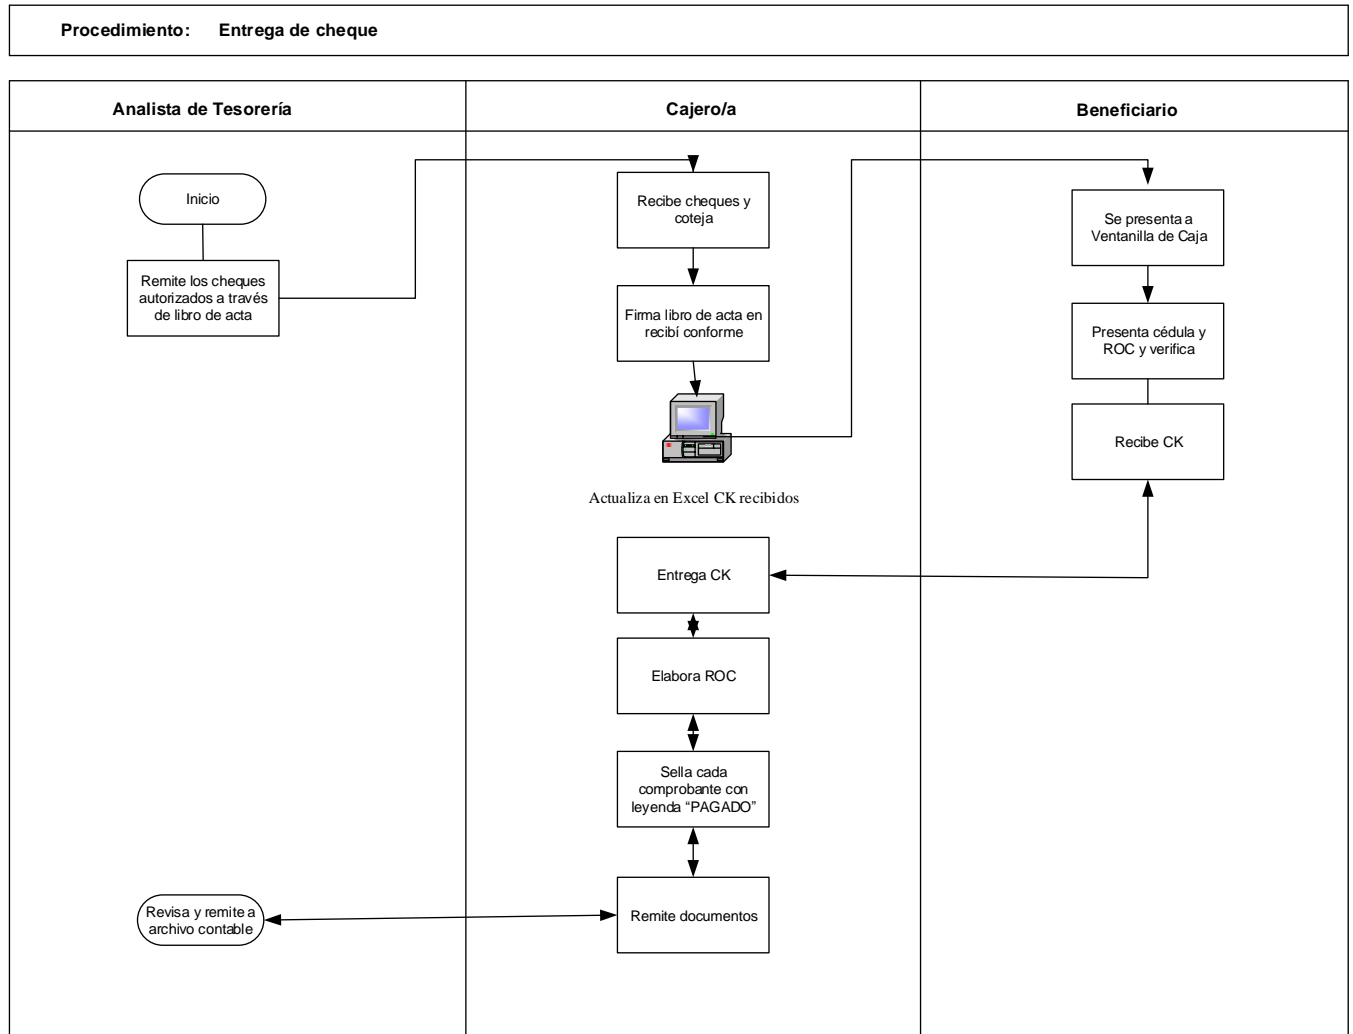 Procedimiento: Entrega de cheque
Analista de Tesorería
Cajero/a
Beneficiario
Inicio
Remite los cheques
autorizados a través
de libro de acta
Recibe cheques y
coteja
Firma libro de acta en
recibí conforme
Actualiza en Excel CK recibidos
Se presenta a
Ventanilla de Caja
Presenta cédula y
ROC y verifica
Recibe CK
Entrega CK
Elabora ROC
Sella cada
comprobante con
leyenda “PAGADO”
Remite documentos
Revisa y remite a
archivo contable